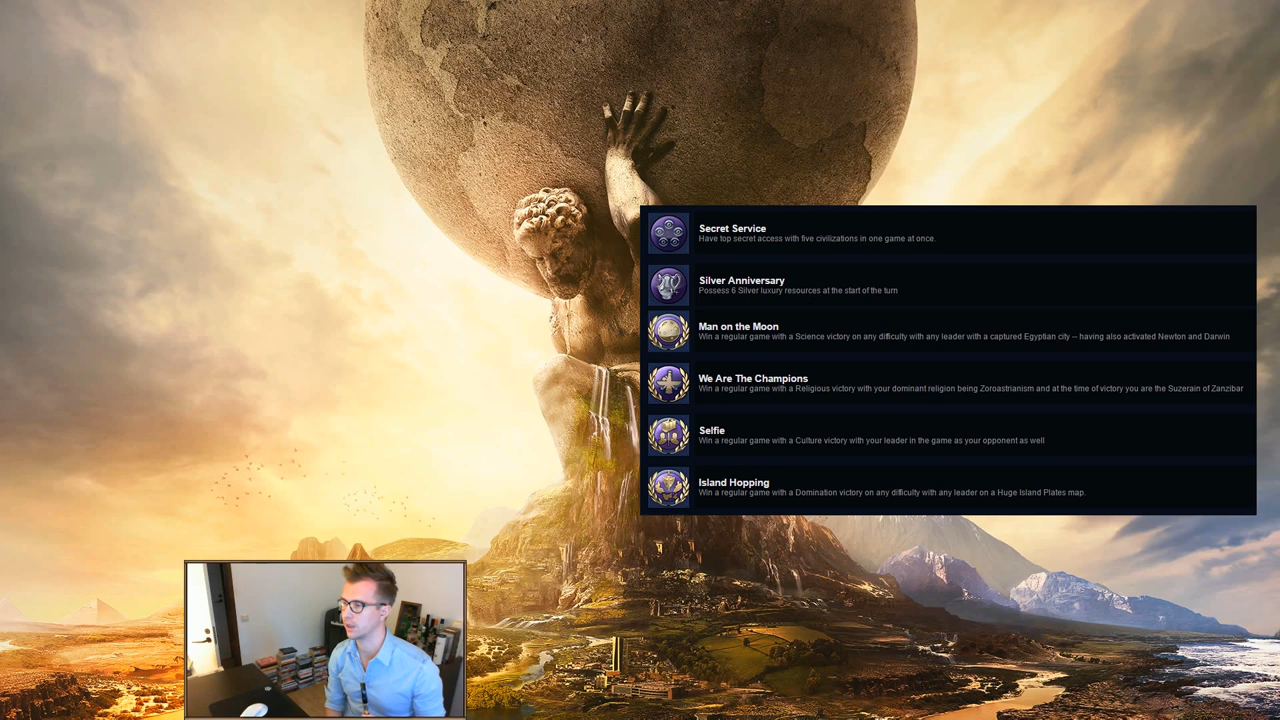 Secret Service
Have top secret access with five civilizations in one game at once.
Silver Anniversary
Possess 6 Silver luxury resources at the start of the turn
Man on the Moon
Win a regular game with a Science victory on any difficulty with any leader with a captured Egyptian city -- having also activated Newton and Darwin
We Are The Champions
Win a regular game with a Religious victory with your dominant religion being Zoroastrianism and at the time of victory you are the Suzerain of Zanzibar
Selfie
Win a regular game with a Culture victory with your leader in the game as your opponent as well
Island Hopping
Win a regular game with a Domination victory on any difficulty with any leader on a Huge Island Plates map.